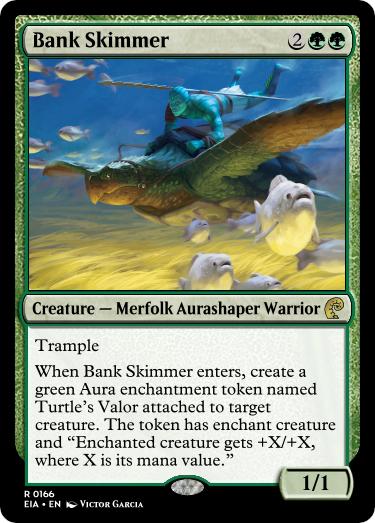 Bank Skimmer 2
Creature — Merfolk Aurashaper Warrior
Trample
When Bank Skimmer enters, create a
green Aura enchantment token named
Turtle's Valor attached to target
creature. The token has enchant creature
and “Enchanted creature gets +X/+X,
where X is its mana value.”
1/1
R 0166
EIA • EN Victor Garcia